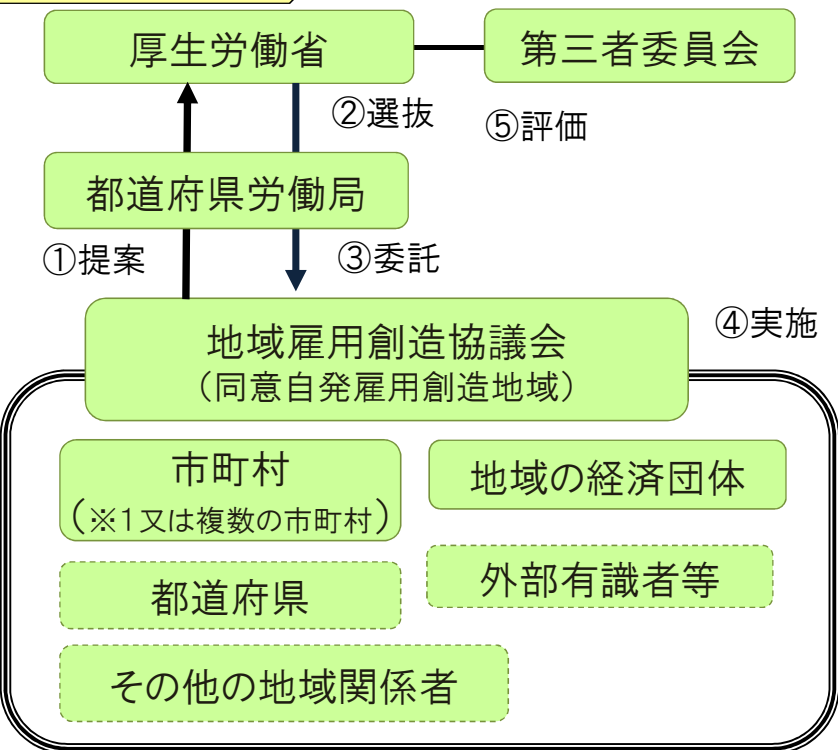 厚生労働省
第三者委員会
②選抜
⑤評価
都道府県労働局
①提案
③委託
地域雇用創造協議会
（同意自発雇用創造地域）
④実施
市町村
（※1又は複数の市町村）
地域の経済団体
都道府県
外部有識者等
その他の地域関係者